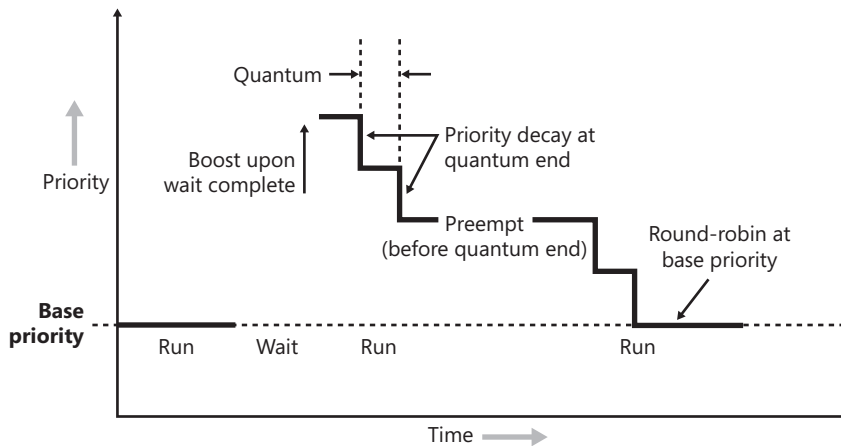 Quantum
Boost upon
wait complete
Priority decay at
quantum end
Priority
Preempt
(before quantum end)
Round-robin at
base priority
Base
priority
Run
Wait
Run
Run
Time